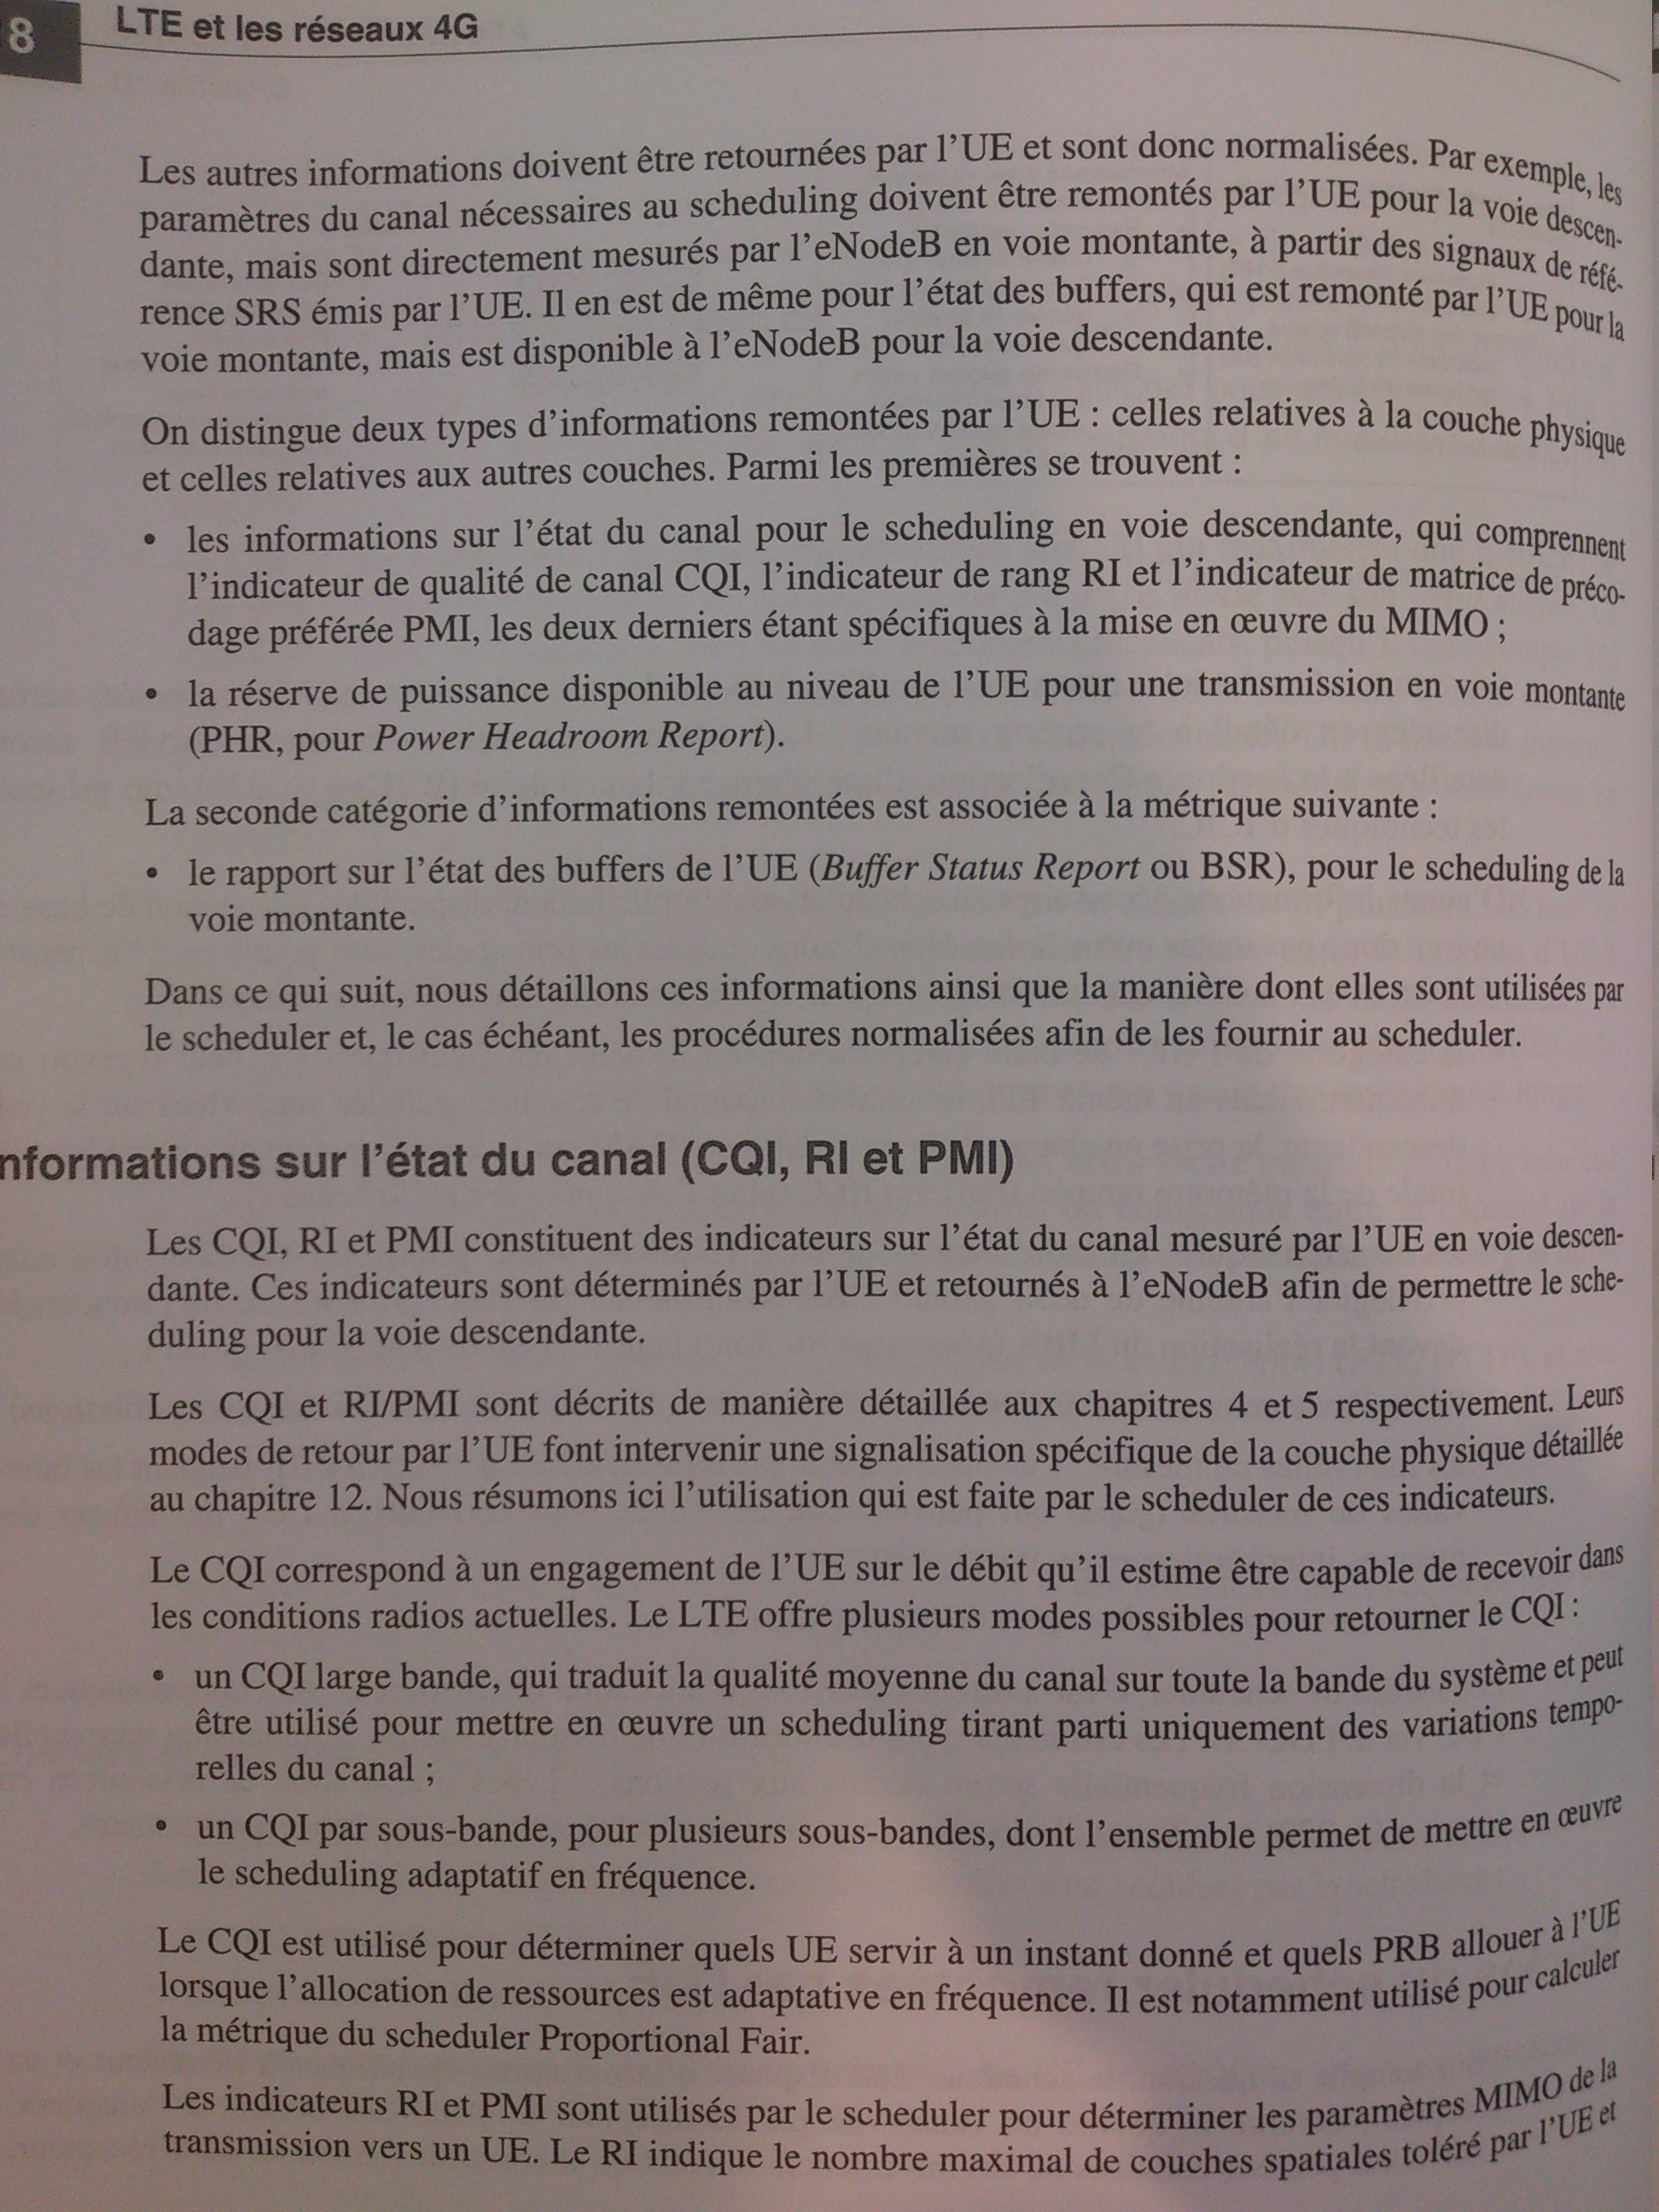 8
LTE et les réseaux 4G
Les autres informations doivent être retournées par l'UE et sont donc normalisées. Par exemple, les
paramètres du canal nécessaires au scheduling doivent être remontés par l'UE pour la voie descen-
dante, mais sont directement mesurés par l'eNodeB en voie montante, à partir des signaux de réfé-
rence SRS émis par l'UE. Il en est de même pour l'état des buffers, qui est remonté par l'UE pour la
voie montante, mais est disponible à l'eNodeB pour la voie descendante.
On distingue deux types d'informations remontées par l'UE : celles relatives à la couche physique
et celles relatives aux autres couches. Parmi les premières se trouvent :
• les informations sur l'état du canal pour le scheduling en voie descendante, qui comprennent
l'indicateur de qualité de canal CQI, l'indicateur de rang RI et l'indicateur de matrice de préco-
dage préférée PMI, les deux derniers étant spécifiques à la mise en œuvre du MIMO ;
• la réserve de puissance disponible au niveau de l'UE pour une transmission en voie montante
(PHR, pour Power Headroom Report).
La seconde catégorie d'informations remontées est associée à la métrique suivante :
• le rapport sur l'état des buffers de l'UE (Buffer Status Report ou BSR), pour le scheduling de la
voie montante.
Dans ce qui suit, nous détaillons ces informations ainsi que la manière dont elles sont utilisées par
le scheduler et, le cas échéant, les procédures normalisées afin de les fournir au scheduler.
nformations sur l'état du canal (CQI, RI et PMI)
Les CQI, RI et PMI constituent des indicateurs sur l'état du canal mesuré par l'UE en voie descen-
dante. Ces indicateurs sont déterminés par l'UE et retournés à l'eNodeB afin de permettre le sche-
duling pour la voie descendante.
Les CQI et RI/PMI sont décrits de manière détaillée aux chapitres 4 et 5 respectivement. Leurs
modes de retour par l'UE font intervenir une signalisation spécifique de la couche physique détaillée
au chapitre 12. Nous résumons ici l'utilisation qui est faite par le scheduler de ces indicateurs.
Le CQI correspond à un engagement de l'UE sur le débit qu'il estime être capable de recevoir dans
les conditions radios actuelles. Le LTE offre plusieurs modes possibles pour retourner le CQI :
• un CQI large bande, qui traduit la qualité moyenne du canal sur toute la bande du système et peut
être utilisé pour mettre en œuvre un scheduling tirant parti uniquement des variations tempo-
relles du canal ;
• un CQI par sous-bande, pour plusieurs sous-bandes, dont l'ensemble permet de mettre en œuvre
le scheduling adaptatif en fréquence.
Le CQI est utilisé pour déterminer quels UE servir à un instant donné et quels PRB allouer à l'UE
lorsque l'allocation de ressources est adaptative en fréquence. Il est notamment utilisé pour calculer
la métrique du scheduler Proportional Fair.
Les indicateurs RI et PMI sont utilisés par le scheduler pour déterminer les paramètres MIMO de la
transmission vers un UE. Le RI indique le nombre maximal de couches spatiales toléré par l'UE et